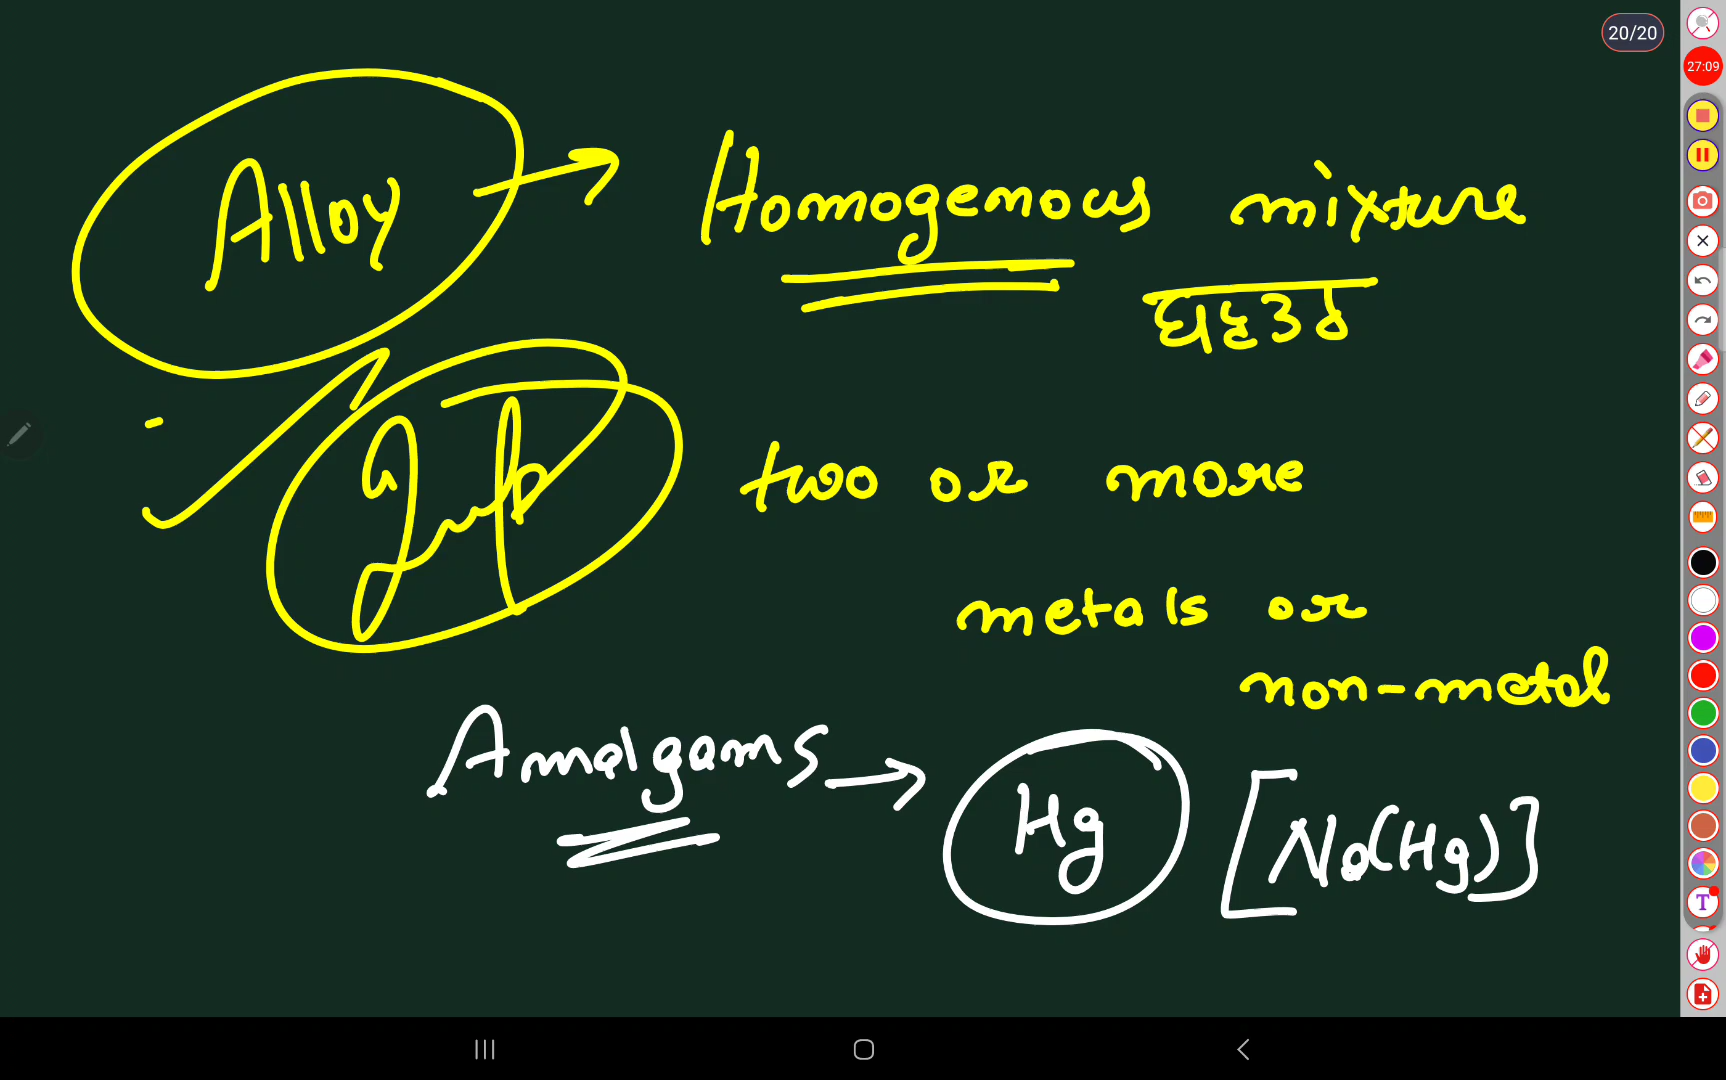 20/20
27:09
Alloy → Homogenous mixture
two or more
metals or
non-metal
Amalgams → Hg [Na(Hg)]
T